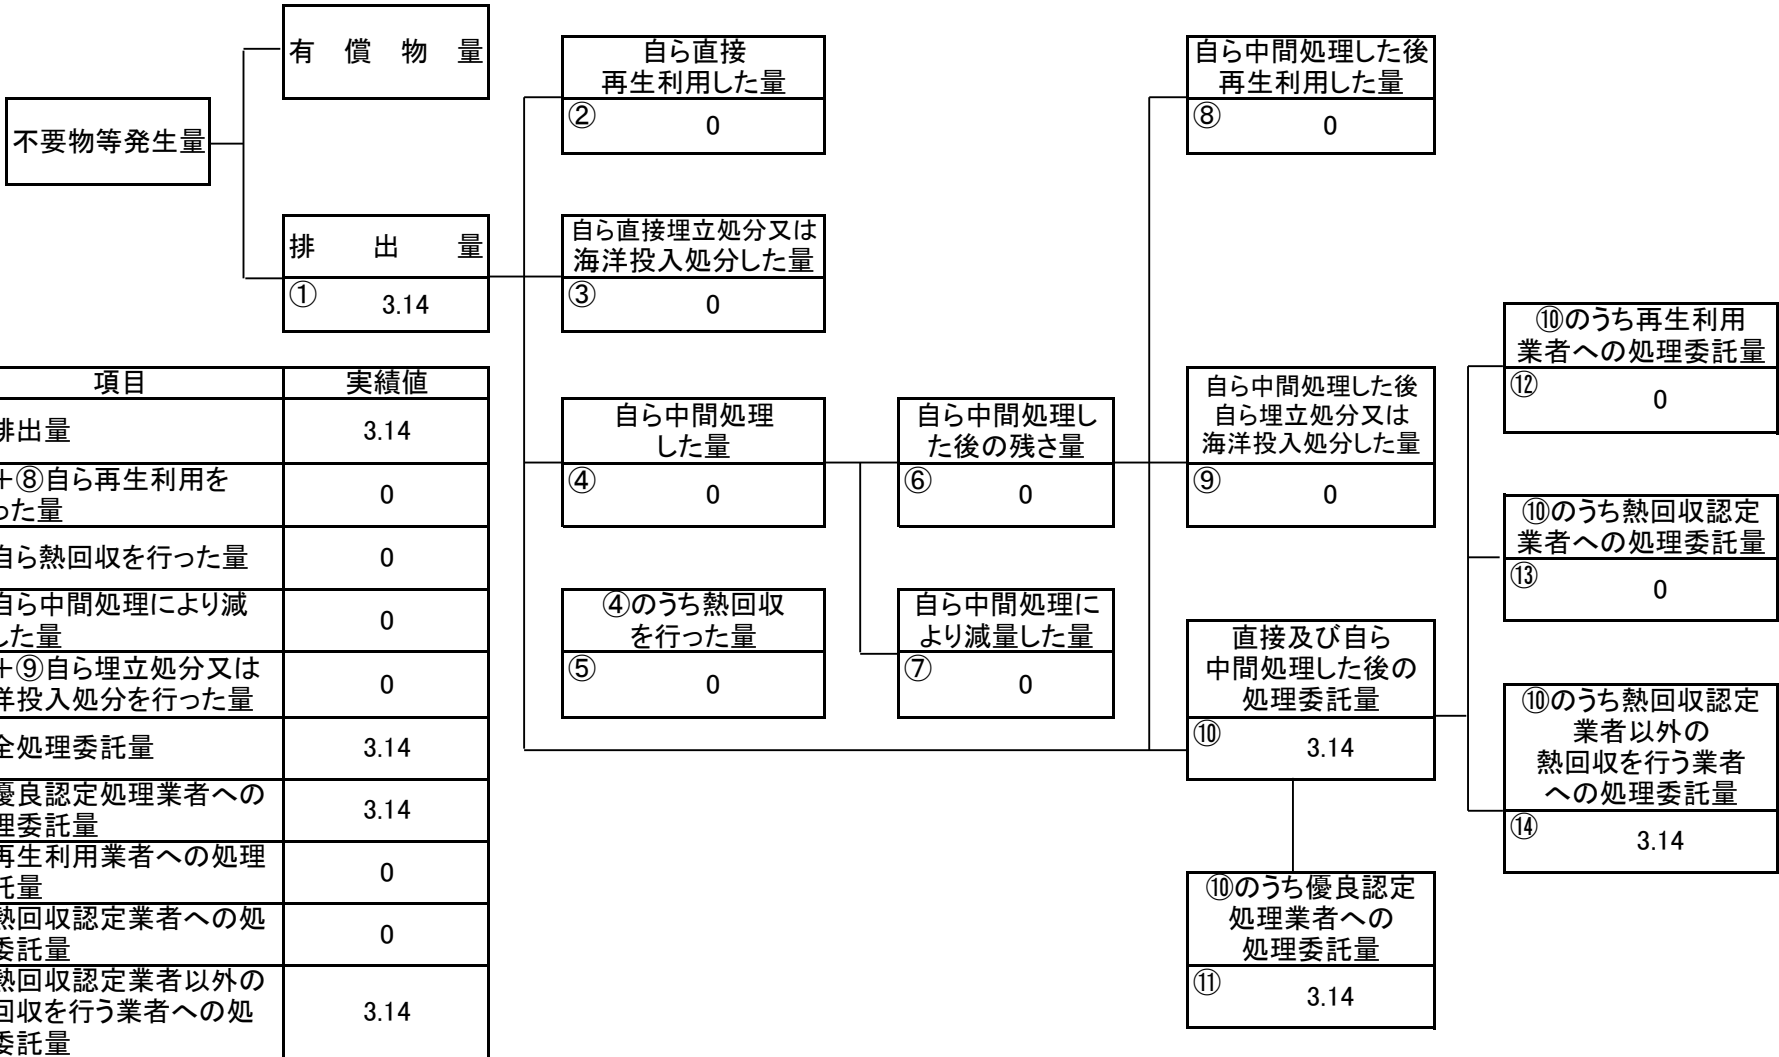 有償物量
不要物等発生量
排出量
① 3.14
自ら直接
再生利用した量
② 0
自ら直接埋立処分又は
海洋投入処分した量
③ 0
自ら中間処理
した量
④ 0
④のうち熱回収
を行った量
⑤ 0
自ら中間処理し
た後の残さ量
⑥ 0
自ら中間処理に
より減量した量
⑦ 0
自ら中間処理した後
再生利用した量
⑧ 0
自ら中間処理した後
自ら埋立処分又は
海洋投入処分した量
⑨ 0
直接及び自ら
中間処理した後の
処理委託量
⑩ 3.14
⑩のうち優良認定
処理業者への
処理委託量
⑪ 3.14
⑩のうち再生利用
業者への処理委託量
⑫ 0
⑩のうち熱回収認定
業者への処理委託量
⑬ 0
⑩のうち熱回収認定
業者以外の
熱回収を行う業者
への処理委託量
⑭ 3.14
項目 実績値
排出量 3.14
+⑧自ら再生利用を
った量 0
自ら熱回収を行った量 0
自ら中間処理により減
した量 0
+⑨自ら埋立処分又は
洋投入処分を行った量 0
全処理委託量 3.14
優良認定処理業者への
理委託量 3.14
再生利用業者への処理
託量 0
熱回収認定業者への処
委託量 0
熱回収認定業者以外の
回収を行う業者への処
委託量 3.14